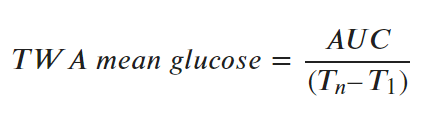 TWA mean glucose = AUC / (Tn– T1)